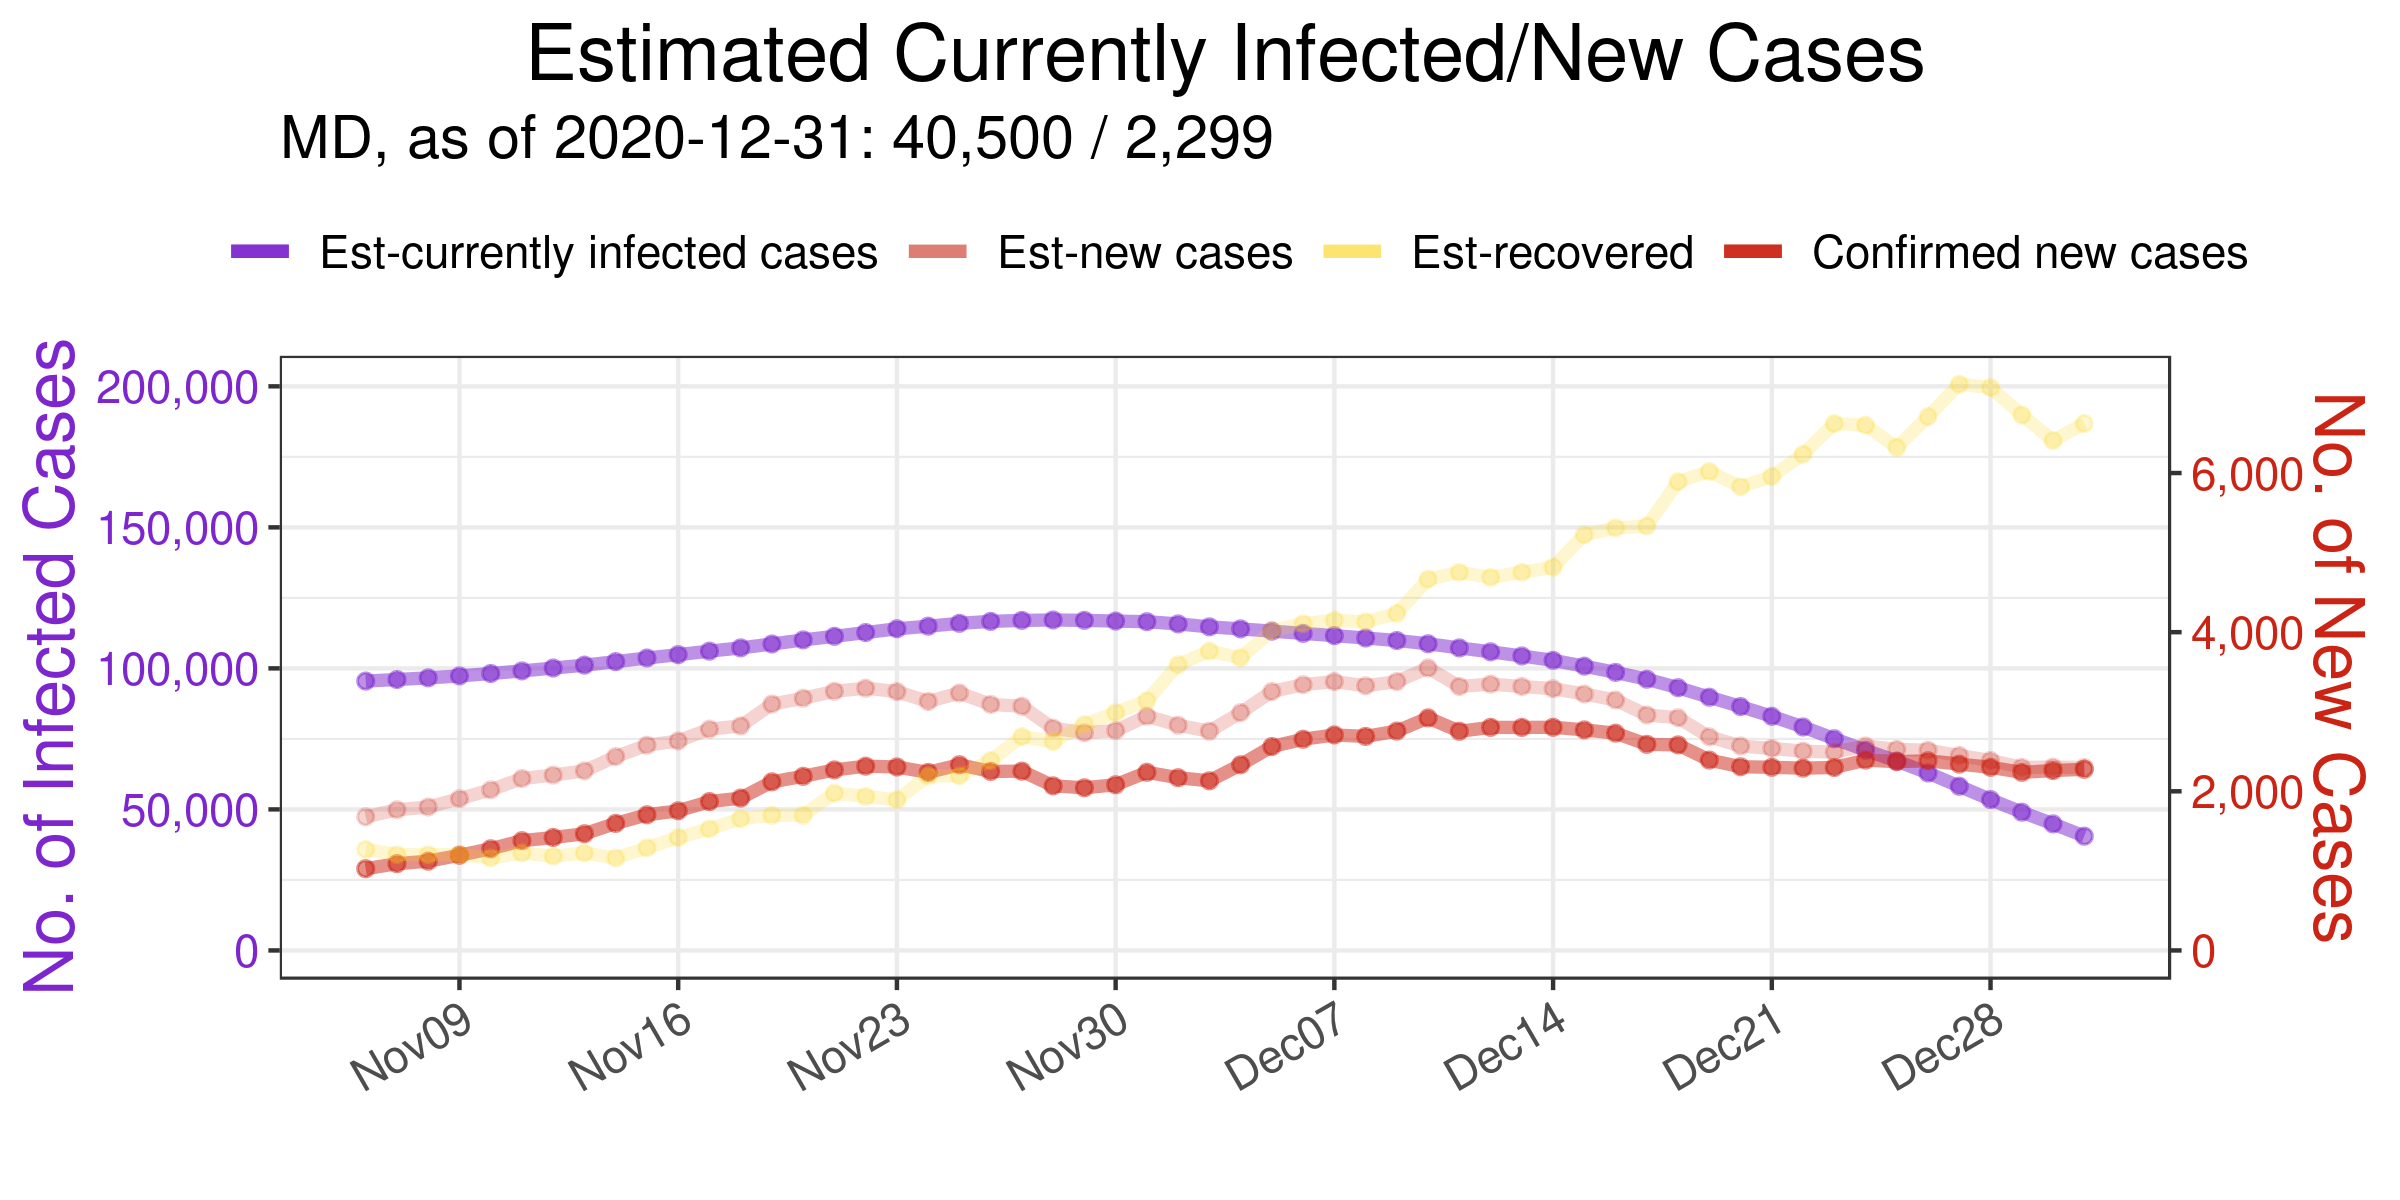 Estimated Currently Infected/New Cases
MD, as of 2020-12-31: 40,500 / 2,299
Est-currently infected cases Est-new cases Est-recovered Confirmed new cases
No. of Infected Cases
200,000
150,000
100,000
50,000
0
6,000
4,000
2,000
0
No. of New Cases
Nov09 Nov16 Nov23 Nov30 Dec07 Dec14 Dec21 Dec28